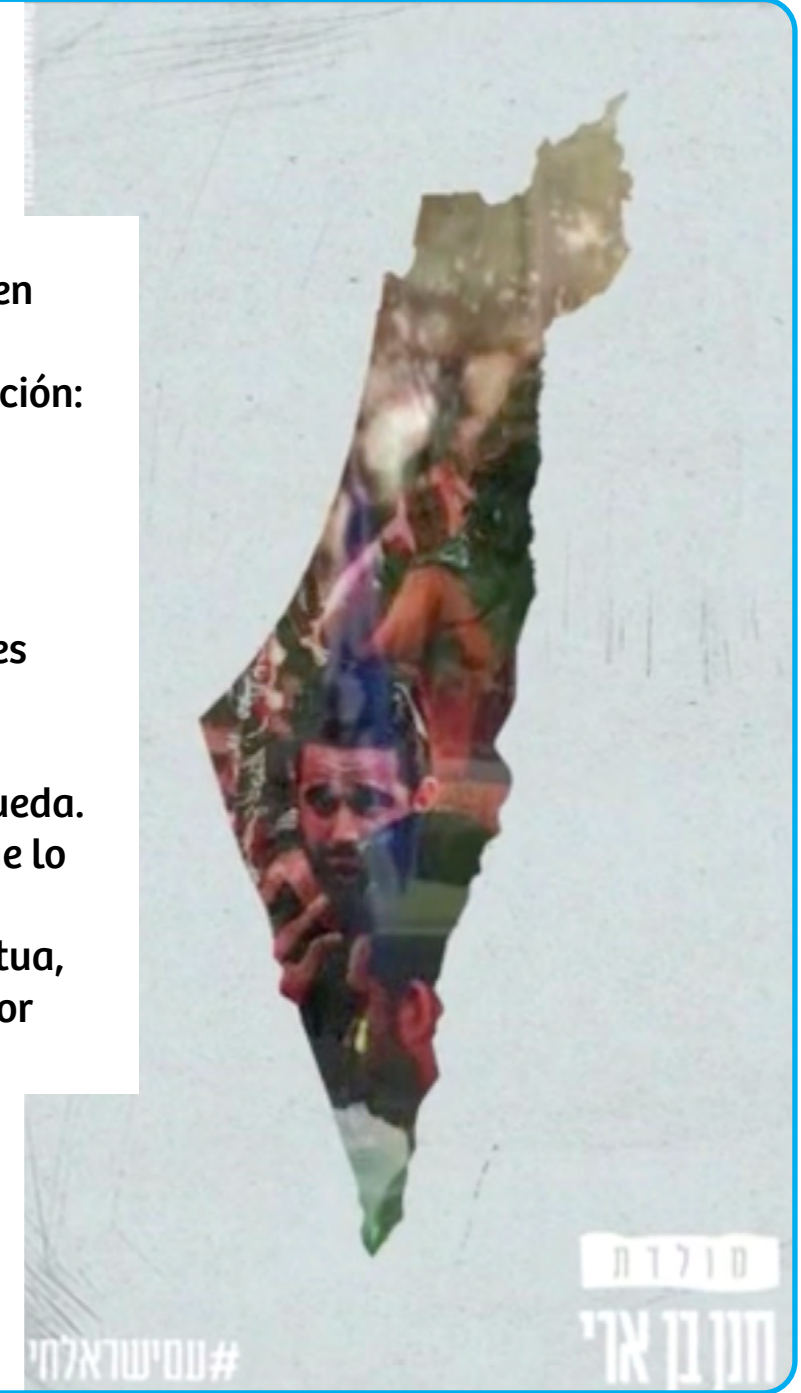 en
ción:
es
ueda.
e lo
tua,
or
מולדת
חנן בן ארי
#עםישראלחי